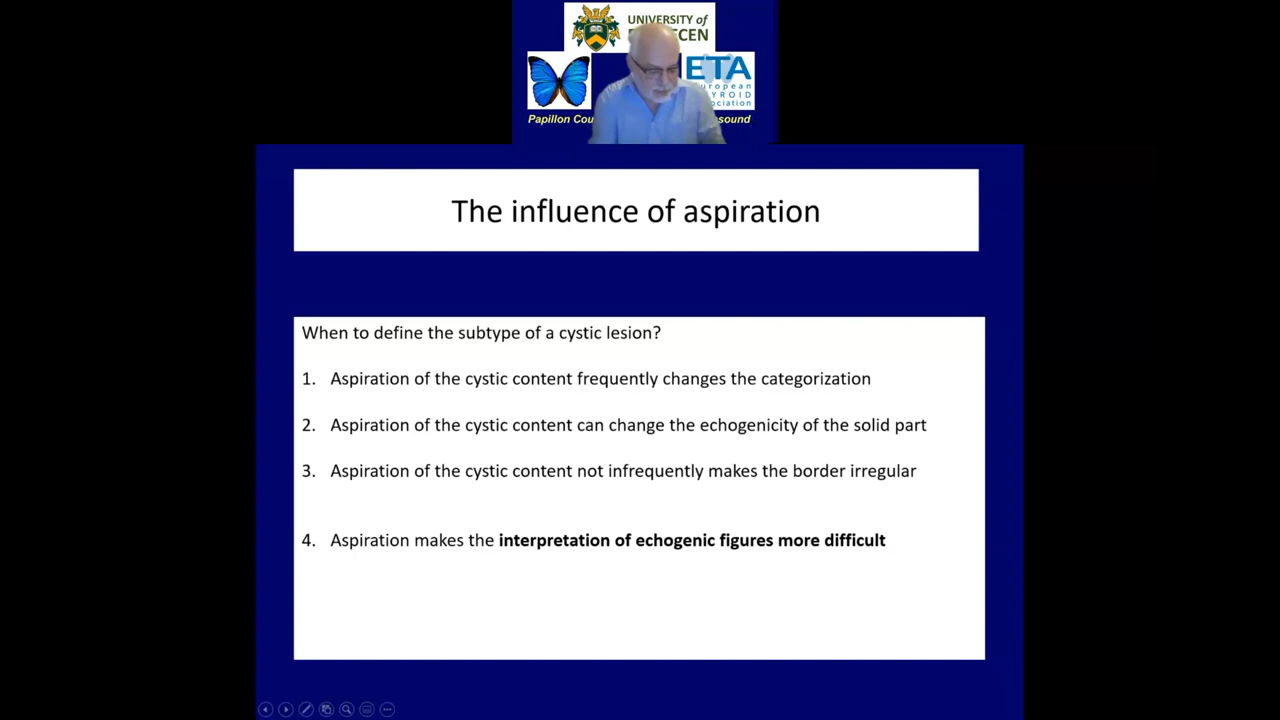 UNIVERSITY of
CEN
ETA
Papillon
The influence of aspiration
When to define the subtype of a cystic lesion?
1. Aspiration of the cystic content frequently changes the categorization
2. Aspiration of the cystic content can change the echogenicity of the solid part
3. Aspiration of the cystic content not infrequently makes the border irregular
4. Aspiration makes the interpretation of echogenic figures more difficult